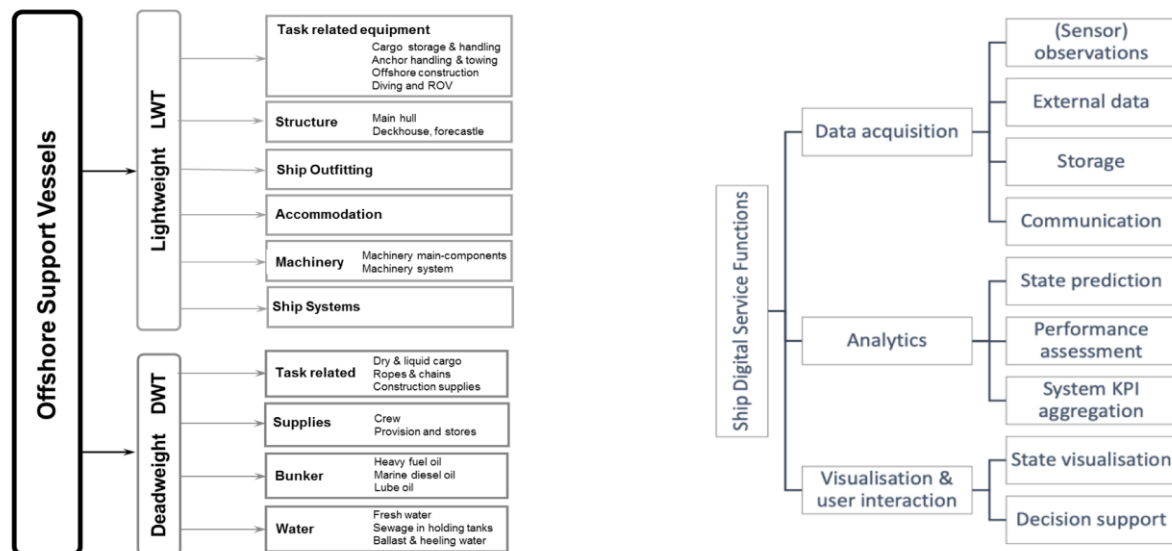 Offshore Support Vessels
Lightweight LWT
Task related equipment
Cargo storage & handling
Anchor handling & towing
Offshore construction
Diving and ROV
Structure
Main hull
Deckhouse, forecastle
Ship Outfitting
Accommodation
Machinery
Machinery main-components
Machinery system
Ship Systems
Deadweight DWT
Task related
Dry & liquid cargo
Ropes & chains
Construction supplies
Supplies
Crew
Provision and stores
Bunker
Heavy fuel oil
Marine diesel oil
Lube oil
Water
Fresh water
Sewage in holding tanks
Ballast & heeling water
Ship Digital Service Functions
Data acquisition
(Sensor)
observations
External data
Storage
Communication
Analytics
State prediction
Performance
assessment
System KPI
aggregation
Visualisation &
user interaction
State visualisation
Decision support